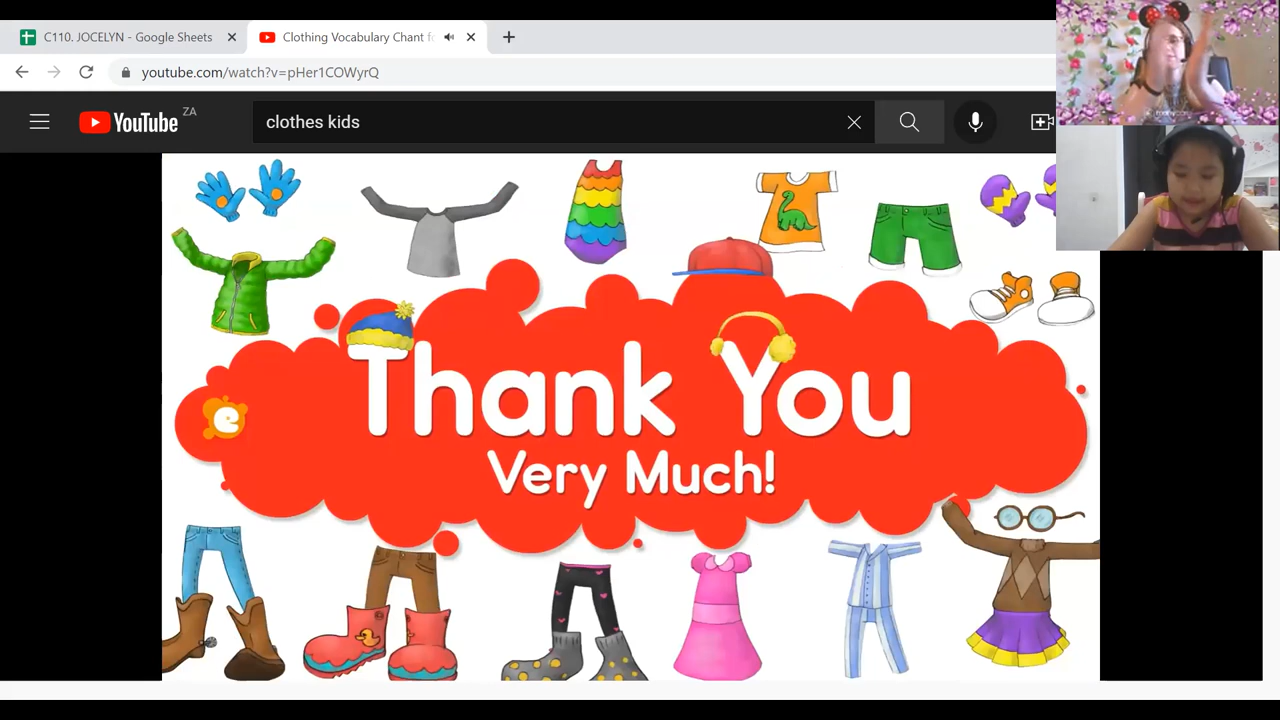 C110. JOCELYN - Google Sheets
Clothing Vocabulary Chant f
youtube.com/watch?v=pHer1COWyrQ
YouTube ZA
clothes kids
e
Thank You
Very Much!